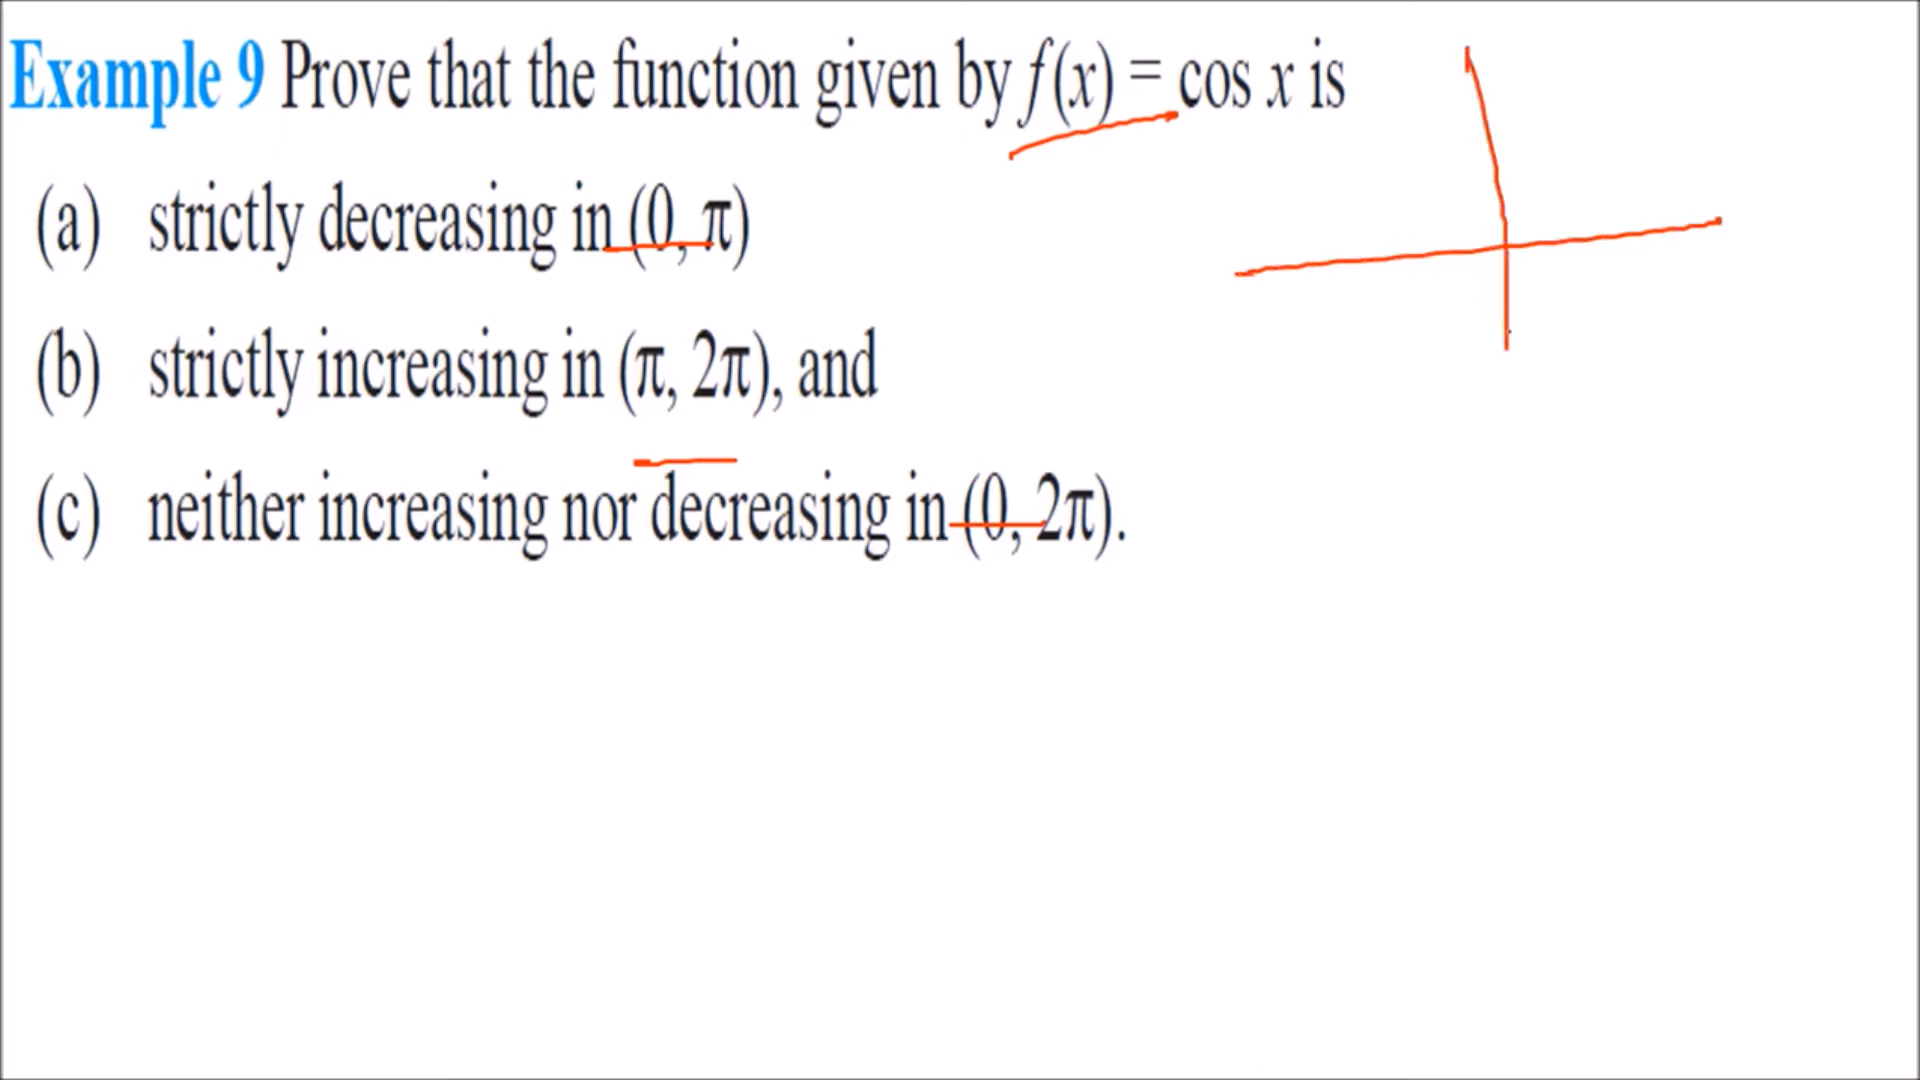 Example 9 Prove that the function given by f(x) = cos x is
(a) strictly decreasing in (0, π)
(b) strictly increasing in (π, 2π), and
(c) neither increasing nor decreasing in (0, 2π).